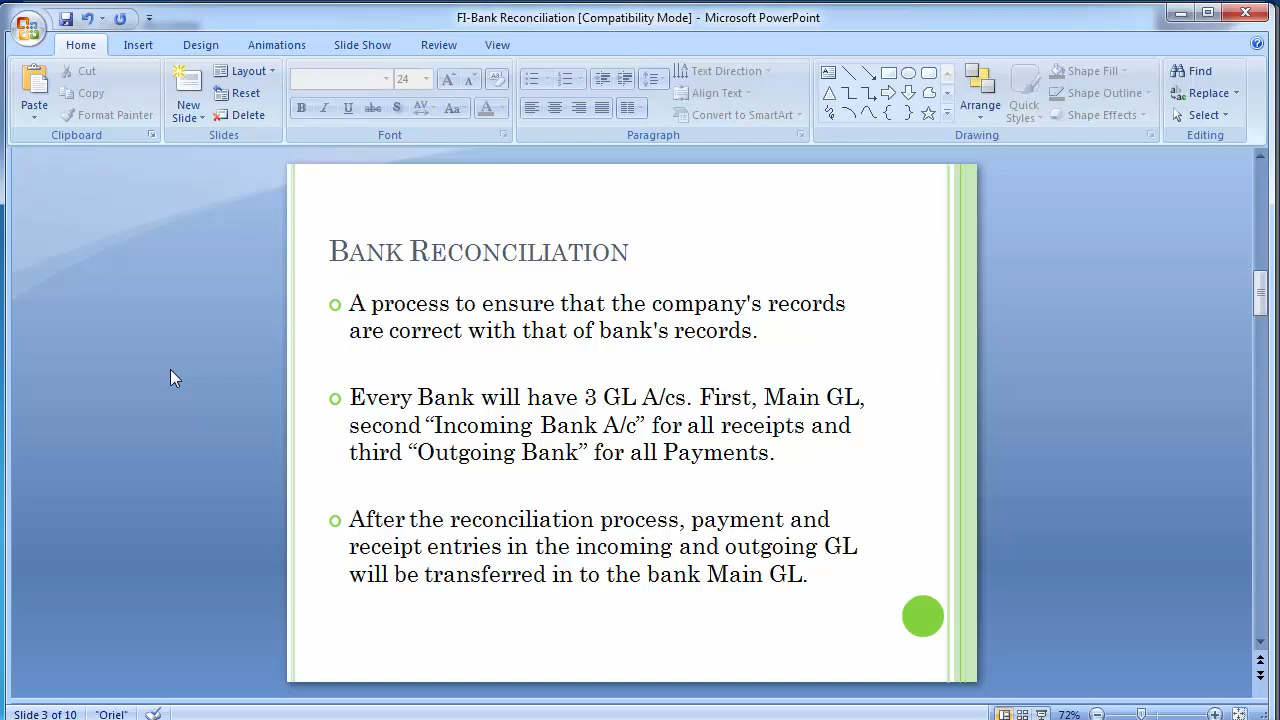 FI-Bank Reconciliation [Compatibility Mode] - Microsoft PowerPoint
Home Insert Design Animations Slide Show Review View
Paste
Cut
Copy
Format Painter
Clipboard
New Slide
Layout
Reset
Delete
Slides
24
B I U abc S AV Aa A
Font
Text Direction
Align Text
Convert to SmartArt
Paragraph
Arrange
Quick Styles
Shape Fill
Shape Outline
Shape Effects
Drawing
Find
Replace
Select
Editing
BANK RECONCILIATION
A process to ensure that the company's records
are correct with that of bank's records.
Every Bank will have 3 GL A/cs. First, Main GL,
second “Incoming Bank A/c” for all receipts and
third “Outgoing Bank” for all Payments.
After the reconciliation process, payment and
receipt entries in the incoming and outgoing GL
will be transferred in to the bank Main GL.
Slide 3 of 10 "Oriel" 72%